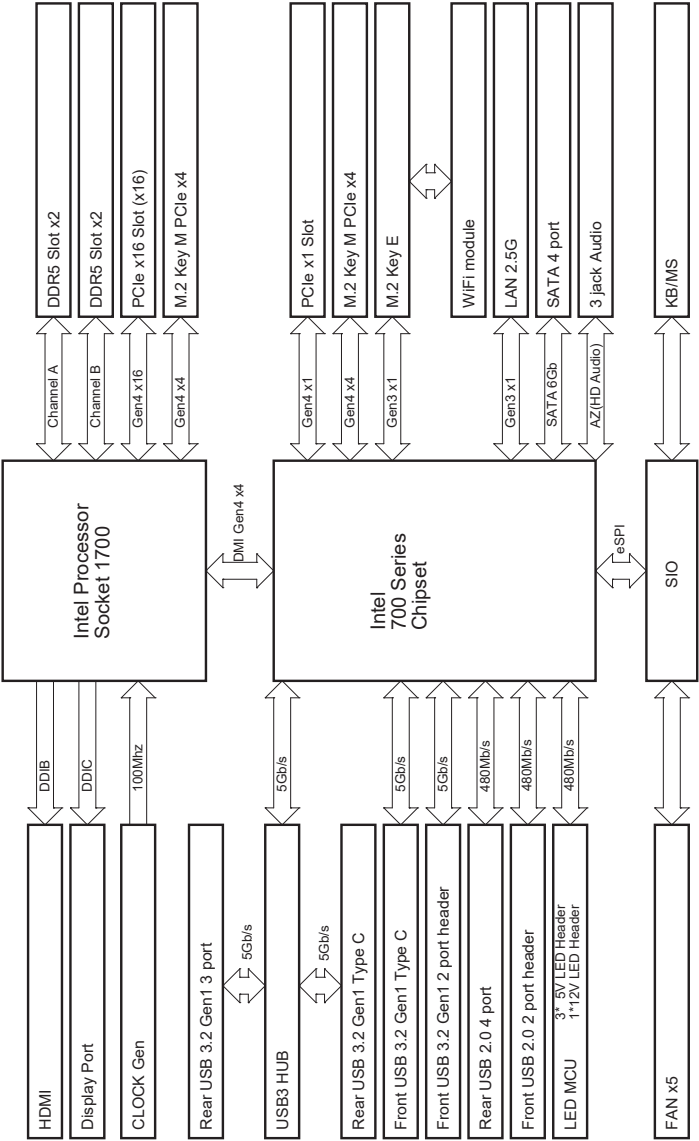 HDMI
Display Port
CLOCK Gen
Rear USB 3.2 Gen1 3 port
USB3 HUB
Rear USB 3.2 Gen1 Type C
Front USB 3.2 Gen1 Type C
Front USB 3.2 Gen1 2 port header
Rear USB 2.0 4 port
Front USB 2.0 2 port header
LED MCU
3* 5V LED Header
1*12V LED Header
FAN x5
5Gb/s
5Gb/s
DDIB
DDIC
100Mhz
5Gb/s
5Gb/s
5Gb/s
480Mb/s
480Mb/s
480Mb/s
Intel Processor
Socket 1700
DMI Gen4 x4
Intel
700 Series
Chipset
eSPI
SIO
Channel A
Channel B
Gen4 x16
Gen4 x4
Gen4 x1
Gen4 x4
Gen3 x1
Gen3 x1
SATA 6Gb
AZ(HD Audio)
DDR5 Slot x2
DDR5 Slot x2
PCIe x16 Slot (x16)
M.2 Key M PCIe x4
PCIe x1 Slot
M.2 Key M PCIe x4
M.2 Key E
WiFi module
LAN 2.5G
SATA 4 port
3 jack Audio
KB/MS